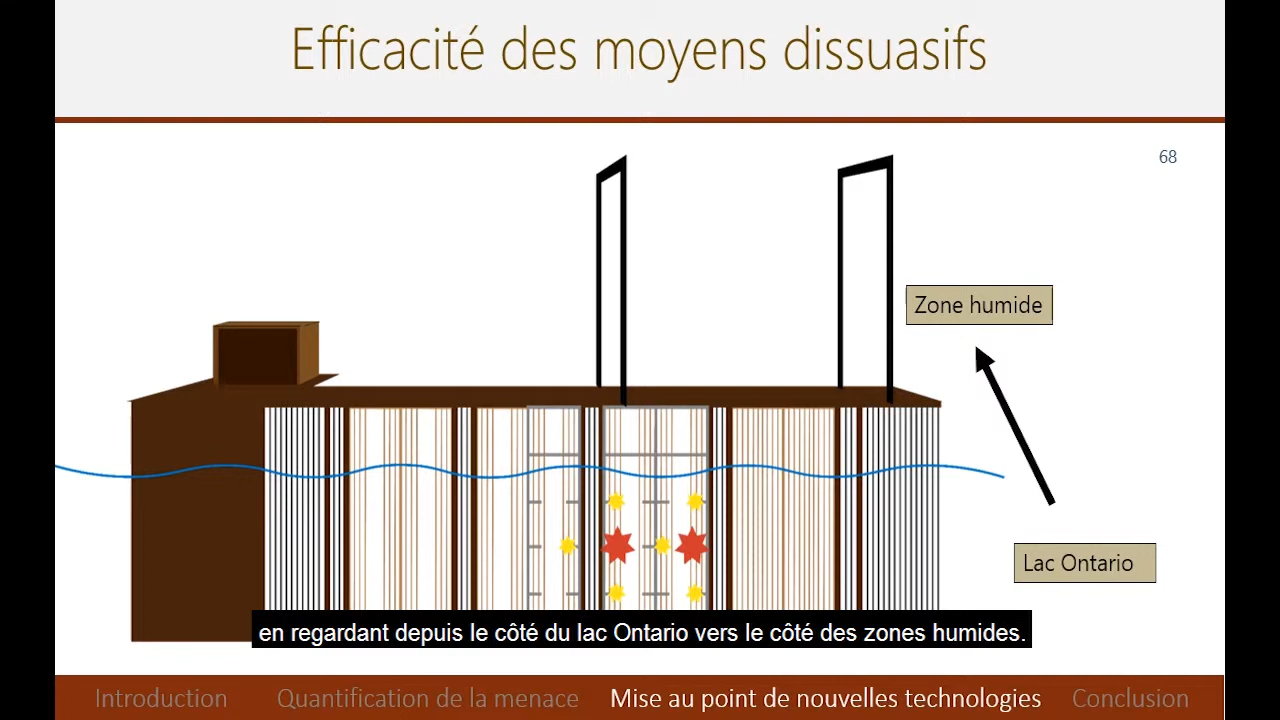 Efficacité des moyens dissuasifs
68
Zone humide
Lac Ontario
en regardant depuis le côté du lac Ontario vers le côté des zones humides.
Introduction Quantification de la menace Mise au point de nouvelles technologies Conclusion